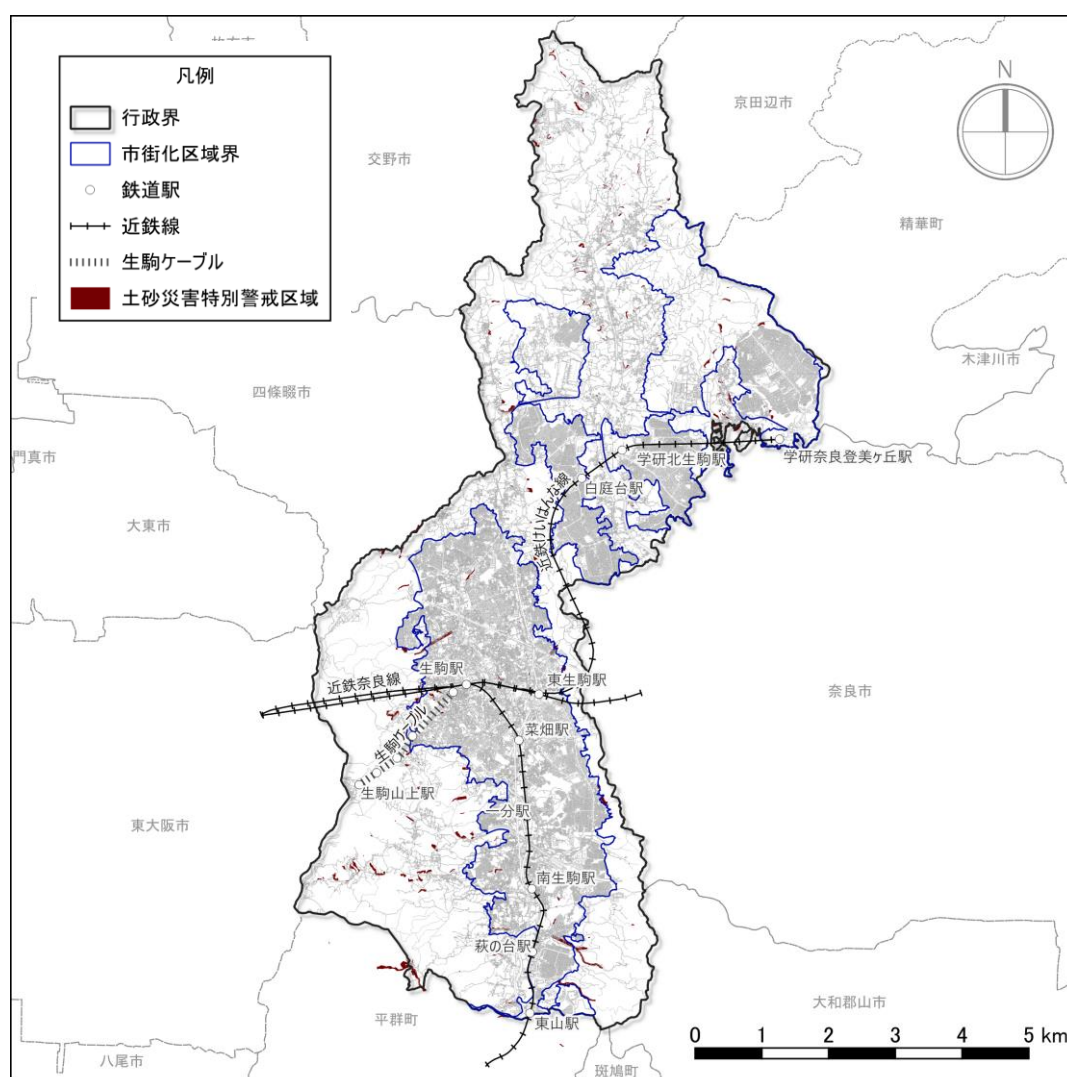 凡例
行政界
市街化区域界
鉄道駅
近鉄線
生駒ケーブル
土砂災害特別警戒区域
N
京田辺市
交野市
精華町
木津川市
四條畷市
門真市
学研北生駒駅
学研奈良登美ヶ丘駅
白庭台駅
近鉄けいはんな線
大東市
生駒駅
東生駒駅
近鉄奈良線
奈良市
菜畑駅
生駒ケーブル
生駒山上駅
一分駅
東大阪市
南生駒駅
萩の台駅
大和郡山市
平群町
東山駅
八尾市
斑鳩町
0 1 2 3 4 5 km